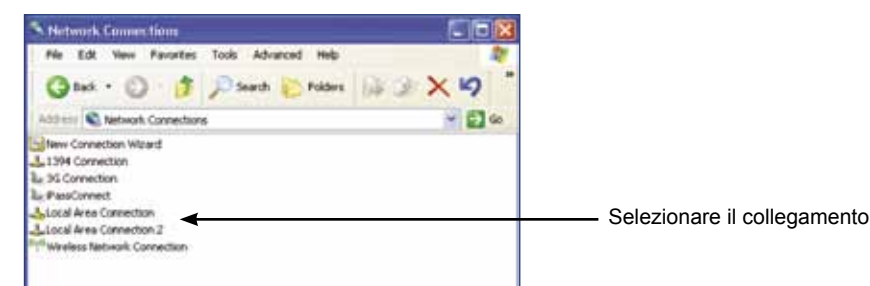 Network Connections
File Edit View Favorites Tools Advanced Help
Back Search Folders »
Address Network Connections Go
New Connection Wizard
1394 Connection
3G Connection
iPassConnect
Local Area Connection
Selezionare il collegamento
Local Area Connection 2
Wireless Network Connection